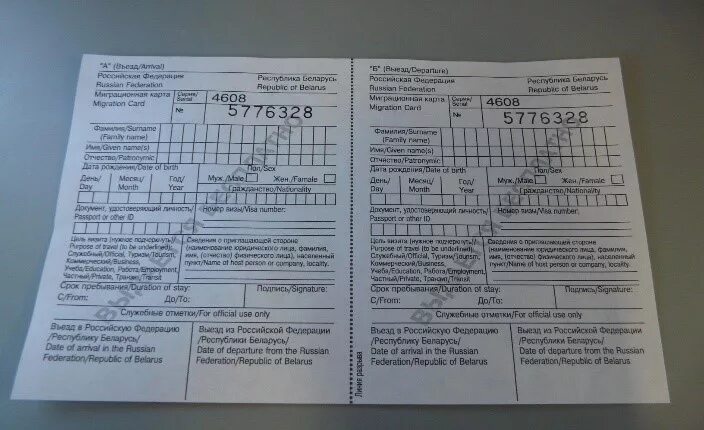 "А" (Въезд/Arrival)
Российская Федерация
Russian Federation
Республика Беларусь
Republic of Belarus
Миграционная карта
Migration Card
Серия/
Serial
4608
№
5776328
Фамилия/Surname
(Family name)
Имя/Given name(s)
Отчество/Patronymic
Дата рождения/Date of birth
Пол/Sex
День/
Day
Месяц/
Month
Год/
Year
Муж./Male
Жен./Female
Гражданство/Nationality
Документ, удостоверяющий личность/
Passport or other ID
Номер визы/Visa number:
Цель визита (нужное подчеркнуть)/
Purpose of travel (to be underlined):
Служебный/Official, Туризм/Tourism,
Коммерческий/Business,
Учеба/Education, Работа/Employment,
Частный/Private, Транзит/Transit
Сведения о приглашающей стороне
(наименование юридического лица, фамилия,
имя, (отчество) физического лица), населенный
пункт/Name of host person or company, locality.
Срок пребывания/Duration of stay:
С/From:
До/To:
Подпись/Signature:
Служебные отметки/For official use only
Въезд в Российскую Федерацию
/Республику Беларусь/
Date of arrival in the Russian
Federation/Republic of Belarus
Выезд из Российской Федерации
/Республики Беларусь/
Date of departure from the Russian
Federation/Republic of Belarus
ВЫДАЕТСЯ БЕСПЛАТНО
Линия разрыва
"Б" (Выезд/Departure)
Российская Федерация
Russian Federation
Республика Беларусь
Republic of Belarus
Миграционная карта
Migration Card
Серия/
Serial
4608
№
5776328
Фамилия/Surname
(Family name)
Имя/Given name(s)
Отчество/Patronymic
Дата рождения/Date of birth
Пол/Sex
День/
Day
Месяц/
Month
Год/
Year
Муж./Male
Жен./Female
Гражданство/Nationality
Документ, удостоверяющий личность/
Passport or other ID
Номер визы/Visa number:
Цель визита (нужное подчеркнуть)/
Purpose of travel (to be underlined):
Служебный/Official, Туризм/Tourism,
Коммерческий/Business,
Учеба/Education, Работа/Employment,
Частный/Private, Транзит/Transit
Сведения о приглашающей стороне
(наименование юридического лица, фамилия,
имя, (отчество) физического лица), населенный
пункт/Name of host person or company, locality.
Срок пребывания/Duration of stay:
С/From:
До/To:
Подпись/Signature:
Служебные отметки/For official use only
Въезд в Российскую Федерацию
/Республику Беларусь/
Date of arrival in the Russian
Federation/Republic of Belarus
Выезд из Российской Федерации
/Республики Беларусь/
Date of departure from the Russian
Federation/Republic of Belarus
ВЫДАЕТСЯ БЕСПЛАТНО